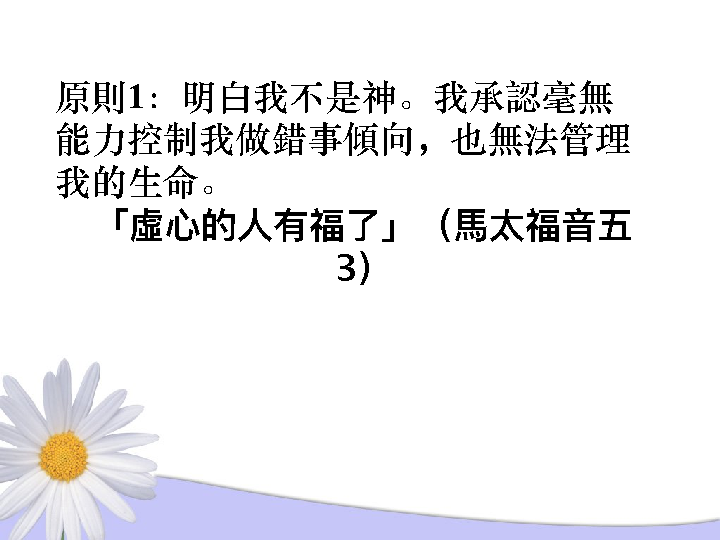 原則1：明白我不是神。我承認毫無
能力控制我做錯事傾向，也無法管理
我的生命。
「虛心的人有福了」（馬太福音五
3）